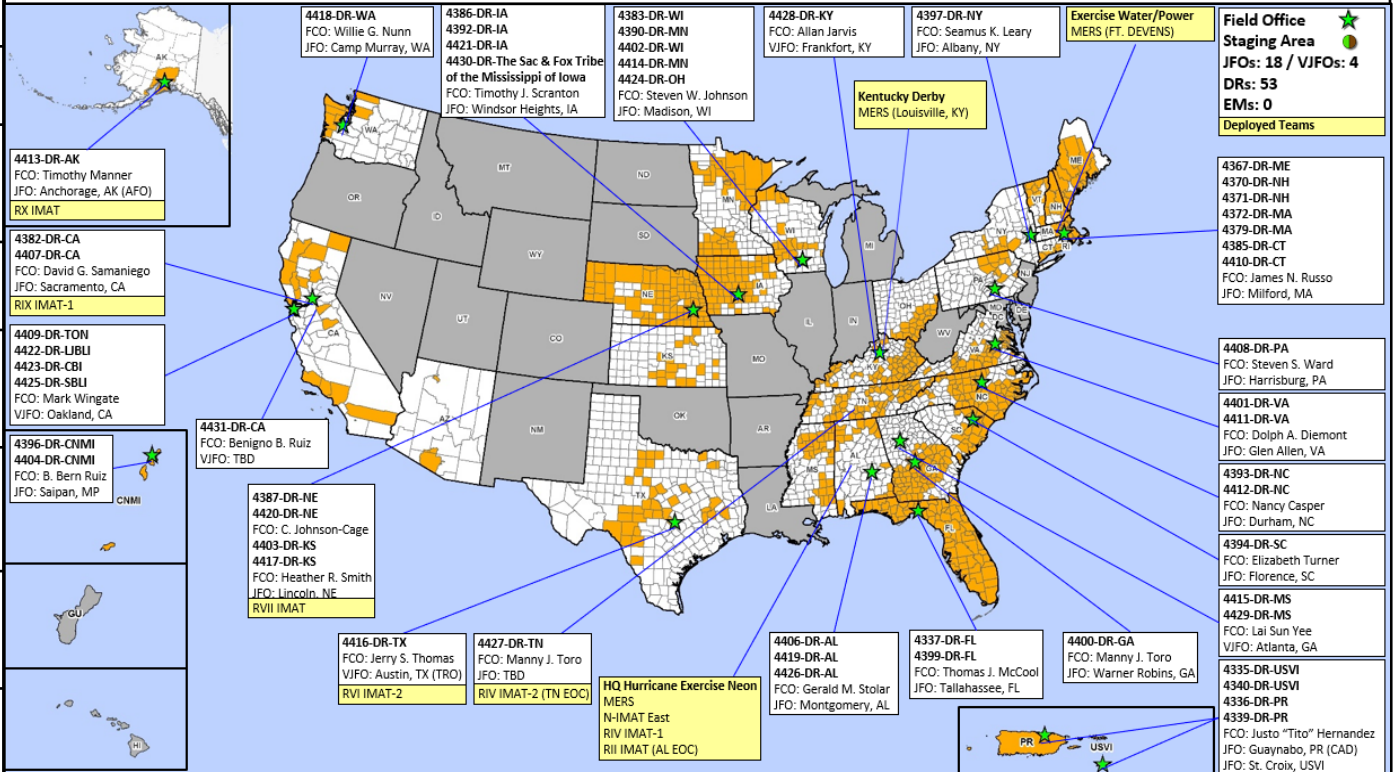 4418-DR-WA
FCO: Willie G. Nunn
JFO: Camp Murray, WA
4386-DR-IA
4392-DR-IA
4421-DR-IA
4430-DR-The Sac & Fox Tribe
of the Mississippi of Iowa
FCO: Timothy J. Scranton
JFO: Windsor Heights, IA
4383-DR-WI
4390-DR-MN
4402-DR-WI
4414-DR-MN
4424-DR-OH
FCO: Steven W. Johnson
JFO: Madison, WI
4428-DR-KY
FCO: Allan Jarvis
VJFO: Frankfort, KY
4397-DR-NY
FCO: Seamus K. Leary
JFO: Albany, NY
Exercise Water/Power
MERS (FT. DEVENS)
Field Office
Staging Area
JFOs: 18 / VJFOs: 4
DRs: 53
EMs: 0
Deployed Teams
Kentucky Derby
MERS (Louisville, KY)
AK
4413-DR-AK
FCO: Timothy Manner
JFO: Anchorage, AK (AFO)
RX IMAT
4382-DR-CA
4407-DR-CA
FCO: David G. Samaniego
JFO: Sacramento, CA
RIX IMAT-1
4409-DR-TON
4422-DR-LJBLI
4423-DR-CBI
4425-DR-SBLI
FCO: Mark Wingate
VJFO: Oakland, CA
4431-DR-CA
FCO: Benigno B. Ruiz
VJFO: TBD
4396-DR-CNMI
4404-DR-CNMI
FCO: B. Bern Ruiz
JFO: Saipan, MP
CNMI
GU
HI
4387-DR-NE
4420-DR-NE
FCO: C. Johnson-Cage
4403-DR-KS
4417-DR-KS
FCO: Heather R. Smith
JFO: Lincoln, NE
RVII IMAT
4416-DR-TX
FCO: Jerry S. Thomas
VJFO: Austin, TX (TRO)
RVI IMAT-2
4427-DR-TN
FCO: Manny J. Toro
JFO: TBD
RIV IMAT-2 (TN EOC)
HQ Hurricane Exercise Neon
MERS
N-IMAT East
RIV IMAT-1
RII IMAT (AL EOC)
4406-DR-AL
4419-DR-AL
4426-DR-AL
FCO: Gerald M. Stolar
JFO: Montgomery, AL
4337-DR-FL
4399-DR-FL
FCO: Thomas J. McCool
JFO: Tallahassee, FL
4400-DR-GA
FCO: Manny J. Toro
JFO: Warner Robins, GA
4367-DR-ME
4370-DR-NH
4371-DR-NH
4372-DR-MA
4379-DR-MA
4385-DR-CT
4410-DR-CT
FCO: James N. Russo
JFO: Milford, MA
4408-DR-PA
FCO: Steven S. Ward
JFO: Harrisburg, PA
4401-DR-VA
4411-DR-VA
FCO: Dolph A. Diemont
JFO: Glen Allen, VA
4393-DR-NC
4412-DR-NC
FCO: Nancy Casper
JFO: Durham, NC
4394-DR-SC
FCO: Elizabeth Turner
JFO: Florence, SC
4415-DR-MS
4429-DR-MS
FCO: Lai Sun Yee
VJFO: Atlanta, GA
4335-DR-USVI
4340-DR-USVI
4336-DR-PR
4339-DR-PR
FCO: Justo "Tito" Hernandez
JFO: Guaynabo, PR (CAD)
JFO: St. Croix, USVI
PR
USVI
WA
MT
ND
MN
ME
OR
ID
SD
WI
MI
NY
VT
NH
MA
CT
RI
WY
NE
IA
PA
NJ
NV
UT
CO
KS
MO
IL
IN
OH
WV
MD
DE
DC
VA
CA
AZ
NM
OK
AR
KY
TN
NC
SC
TX
LA
MS
AL
GA
FL